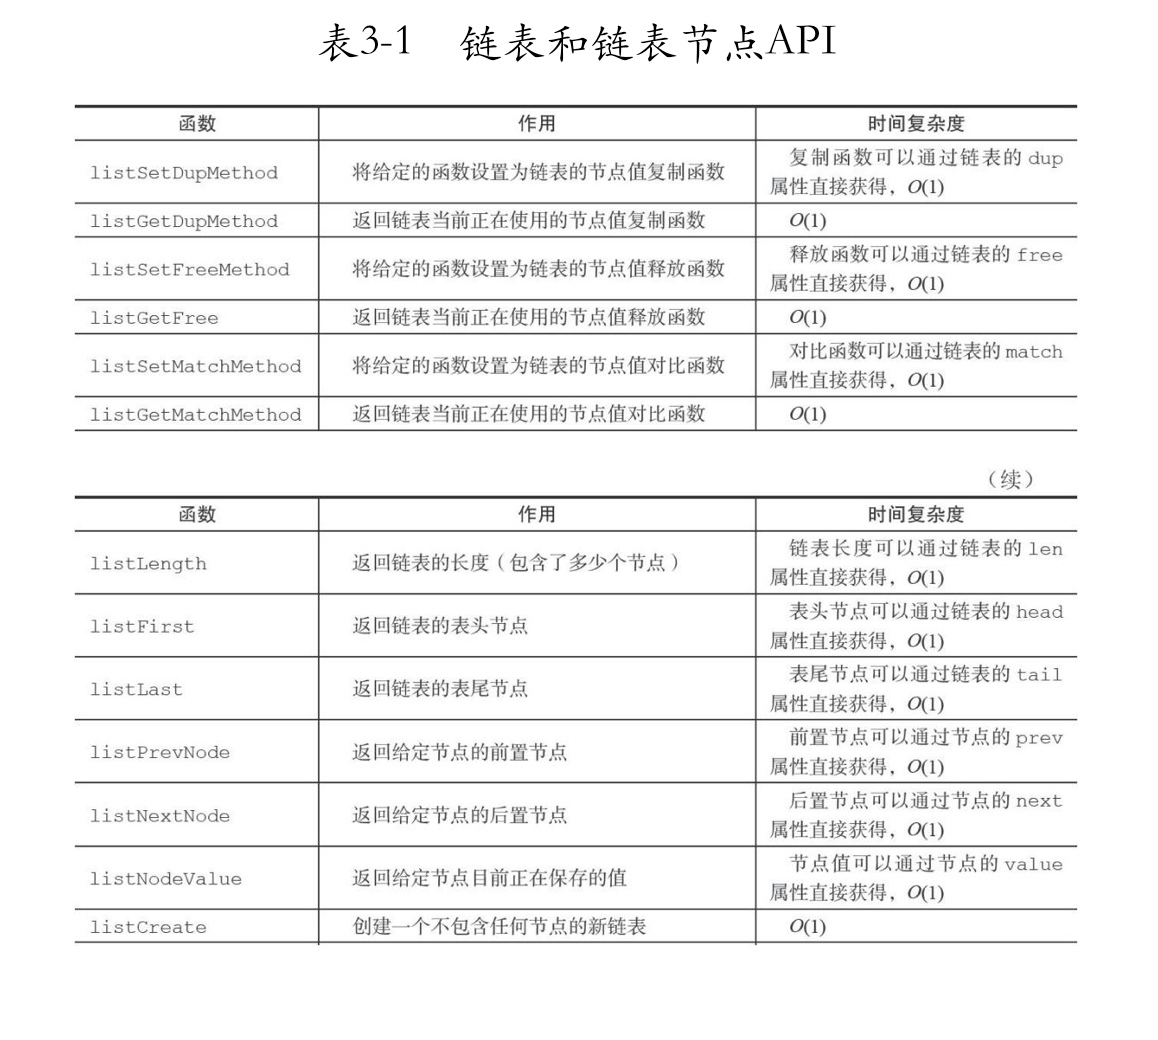 表3-1 链表和链表节点API
函数 作用 时间复杂度
listSetDupMethod 将给定的函数设置为链表的节点值复制函数 复制函数可以通过链表的 dup
属性直接获得，O(1)
listGetDupMethod 返回链表当前正在使用的节点值复制函数 O(1)
listSetFreeMethod 将给定的函数设置为链表的节点值释放函数 释放函数可以通过链表的 free
属性直接获得，O(1)
listGetFree 返回链表当前正在使用的节点值释放函数 O(1)
listSetMatchMethod 将给定的函数设置为链表的节点值对比函数 对比函数可以通过链表的 match
属性直接获得，O(1)
listGetMatchMethod 返回链表当前正在使用的节点值对比函数 O(1)
（续）
函数 作用 时间复杂度
listLength 返回链表的长度（包含了多少个节点） 链表长度可以通过链表的 len
属性直接获得，O(1)
listFirst 返回链表的表头节点 表头节点可以通过链表的 head
属性直接获得，O(1)
listLast 返回链表的表尾节点 表尾节点可以通过链表的 tail
属性直接获得，O(1)
listPrevNode 返回给定节点的前置节点 前置节点可以通过节点的 prev
属性直接获得，O(1)
listNextNode 返回给定节点的后置节点 后置节点可以通过节点的 next
属性直接获得，O(1)
listNodeValue 返回给定节点目前正在保存的值 节点值可以通过节点的 value
属性直接获得，O(1)
listCreate 创建一个不包含任何节点的新链表 O(1)